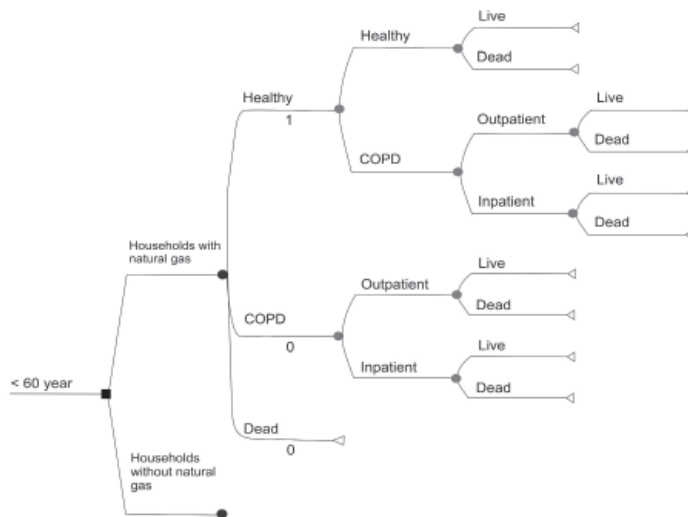 Live
Healthy
Dead
Healthy
1
Live
Outpatient
Dead
COPD
Live
Inpatient
Dead
Households with
natural gas
Live
Outpatient
Dead
COPD
0
Live
Inpatient
Dead
< 60 year
Dead
0
Households
without natural
gas